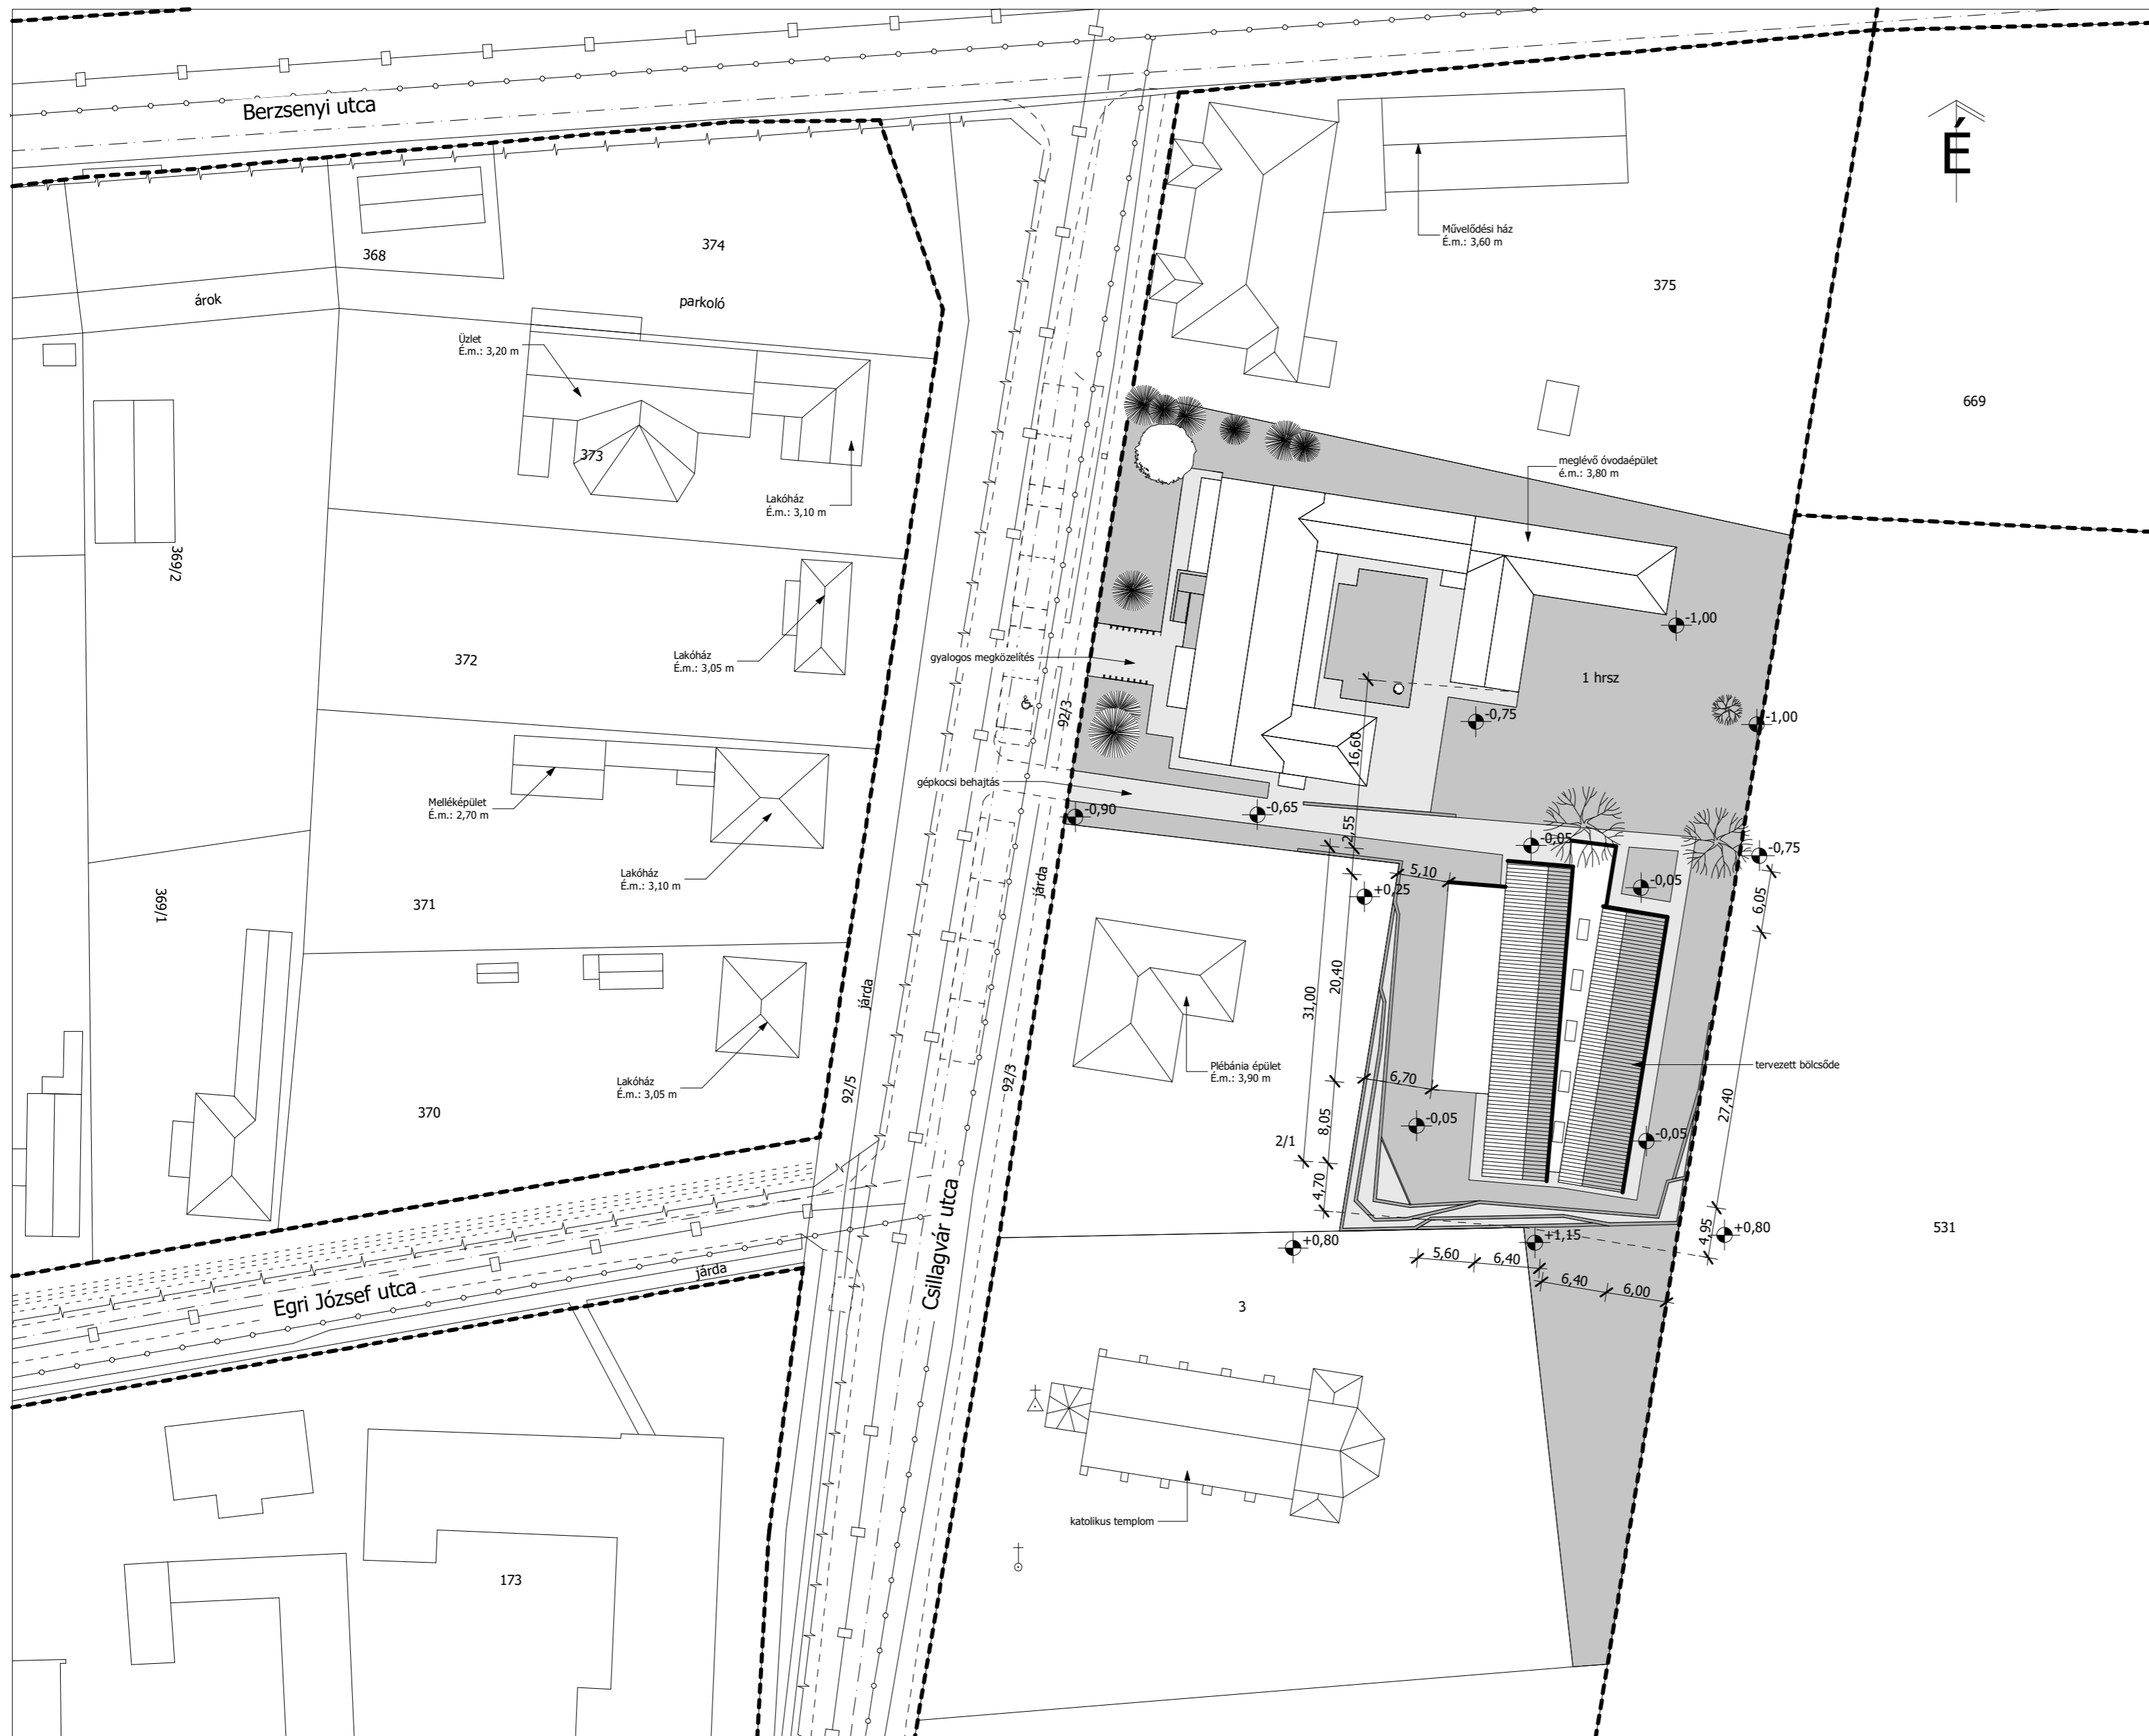 Berzsenyi utca
É
368
374
árok
parkoló
Művelődési ház
É.m.: 3,60 m
375
669
Üzlet
É.m.: 3,20 m
373
Lakóház
É.m.: 3,10 m
meglévő óvodaépület
é.m.: 3,80 m
369/2
372
Lakóház
É.m.: 3,05 m
gyalogos megközelítés
-1,00
1 hrsz
92/3
-0,75
-1,00
16,60
gépkocsi behajtás
Melléképület
É.m.: 2,70 m
-0,90
-0,65
2,55
-0,05
-0,75
Lakóház
É.m.: 3,10 m
járda
5,10
+0,25
-0,05
6,05
369/1
371
járda
31,00
20,40
Plébánia épület
É.m.: 3,90 m
tervezett bölcsőde
92/5
92/3
6,70
Lakóház
É.m.: 3,05 m
370
27,40
8,05
-0,05
-0,05
2/1
4,70
Csillagvár utca
+0,80
+1,15
4,95
+0,80
531
5,60
6,40
6,40
6,00
Egri József utca
járda
3
katolikus templom
173